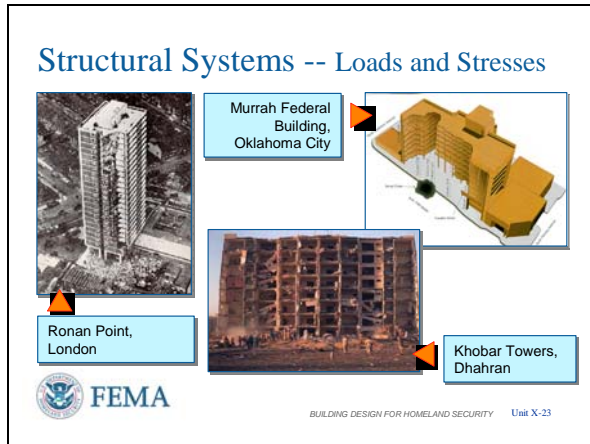 Structural Systems -- Loads and Stresses
Murrah Federal
Building,
Oklahoma City
Ronan Point,
London
Khobar Towers,
Dhahran
FEMA
BUILDING DESIGN FOR HOMELAND SECURITY Unit X-23